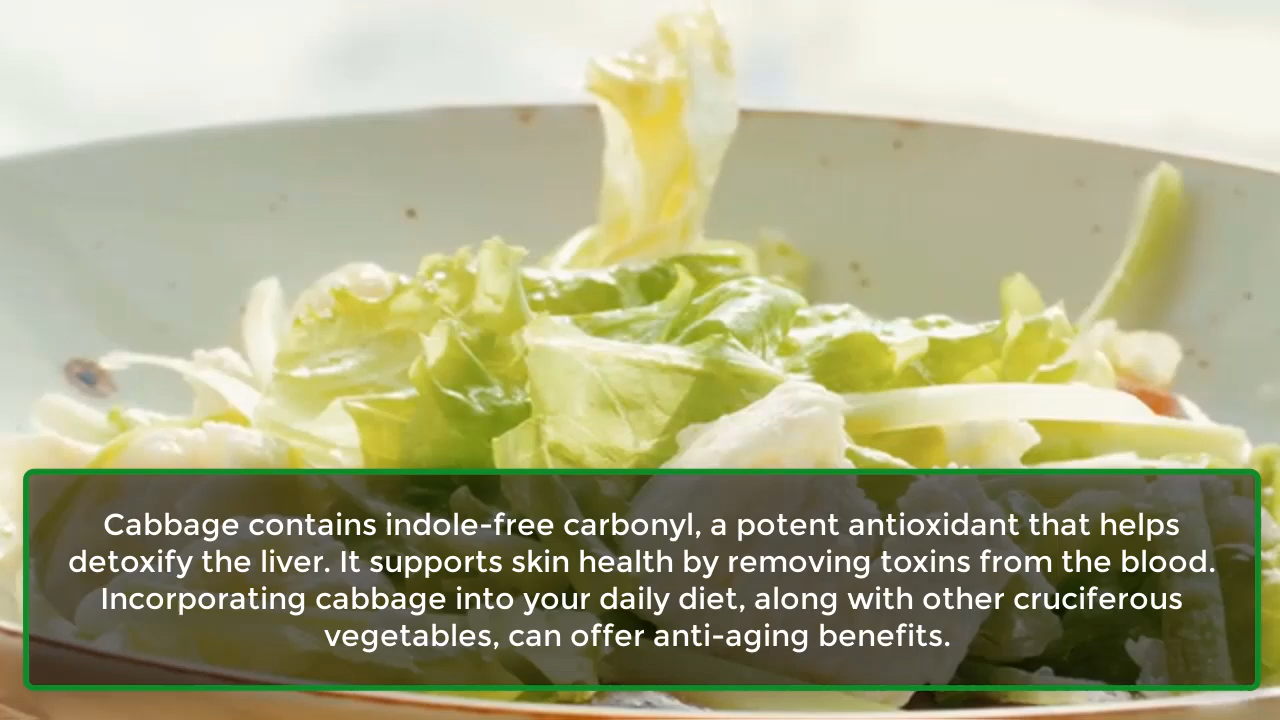 Cabbage contains indole-free carbonyl, a potent antioxidant that helps
detoxify the liver. It supports skin health by removing toxins from the blood.
Incorporating cabbage into your daily diet, along with other cruciferous
vegetables, can offer anti-aging benefits.